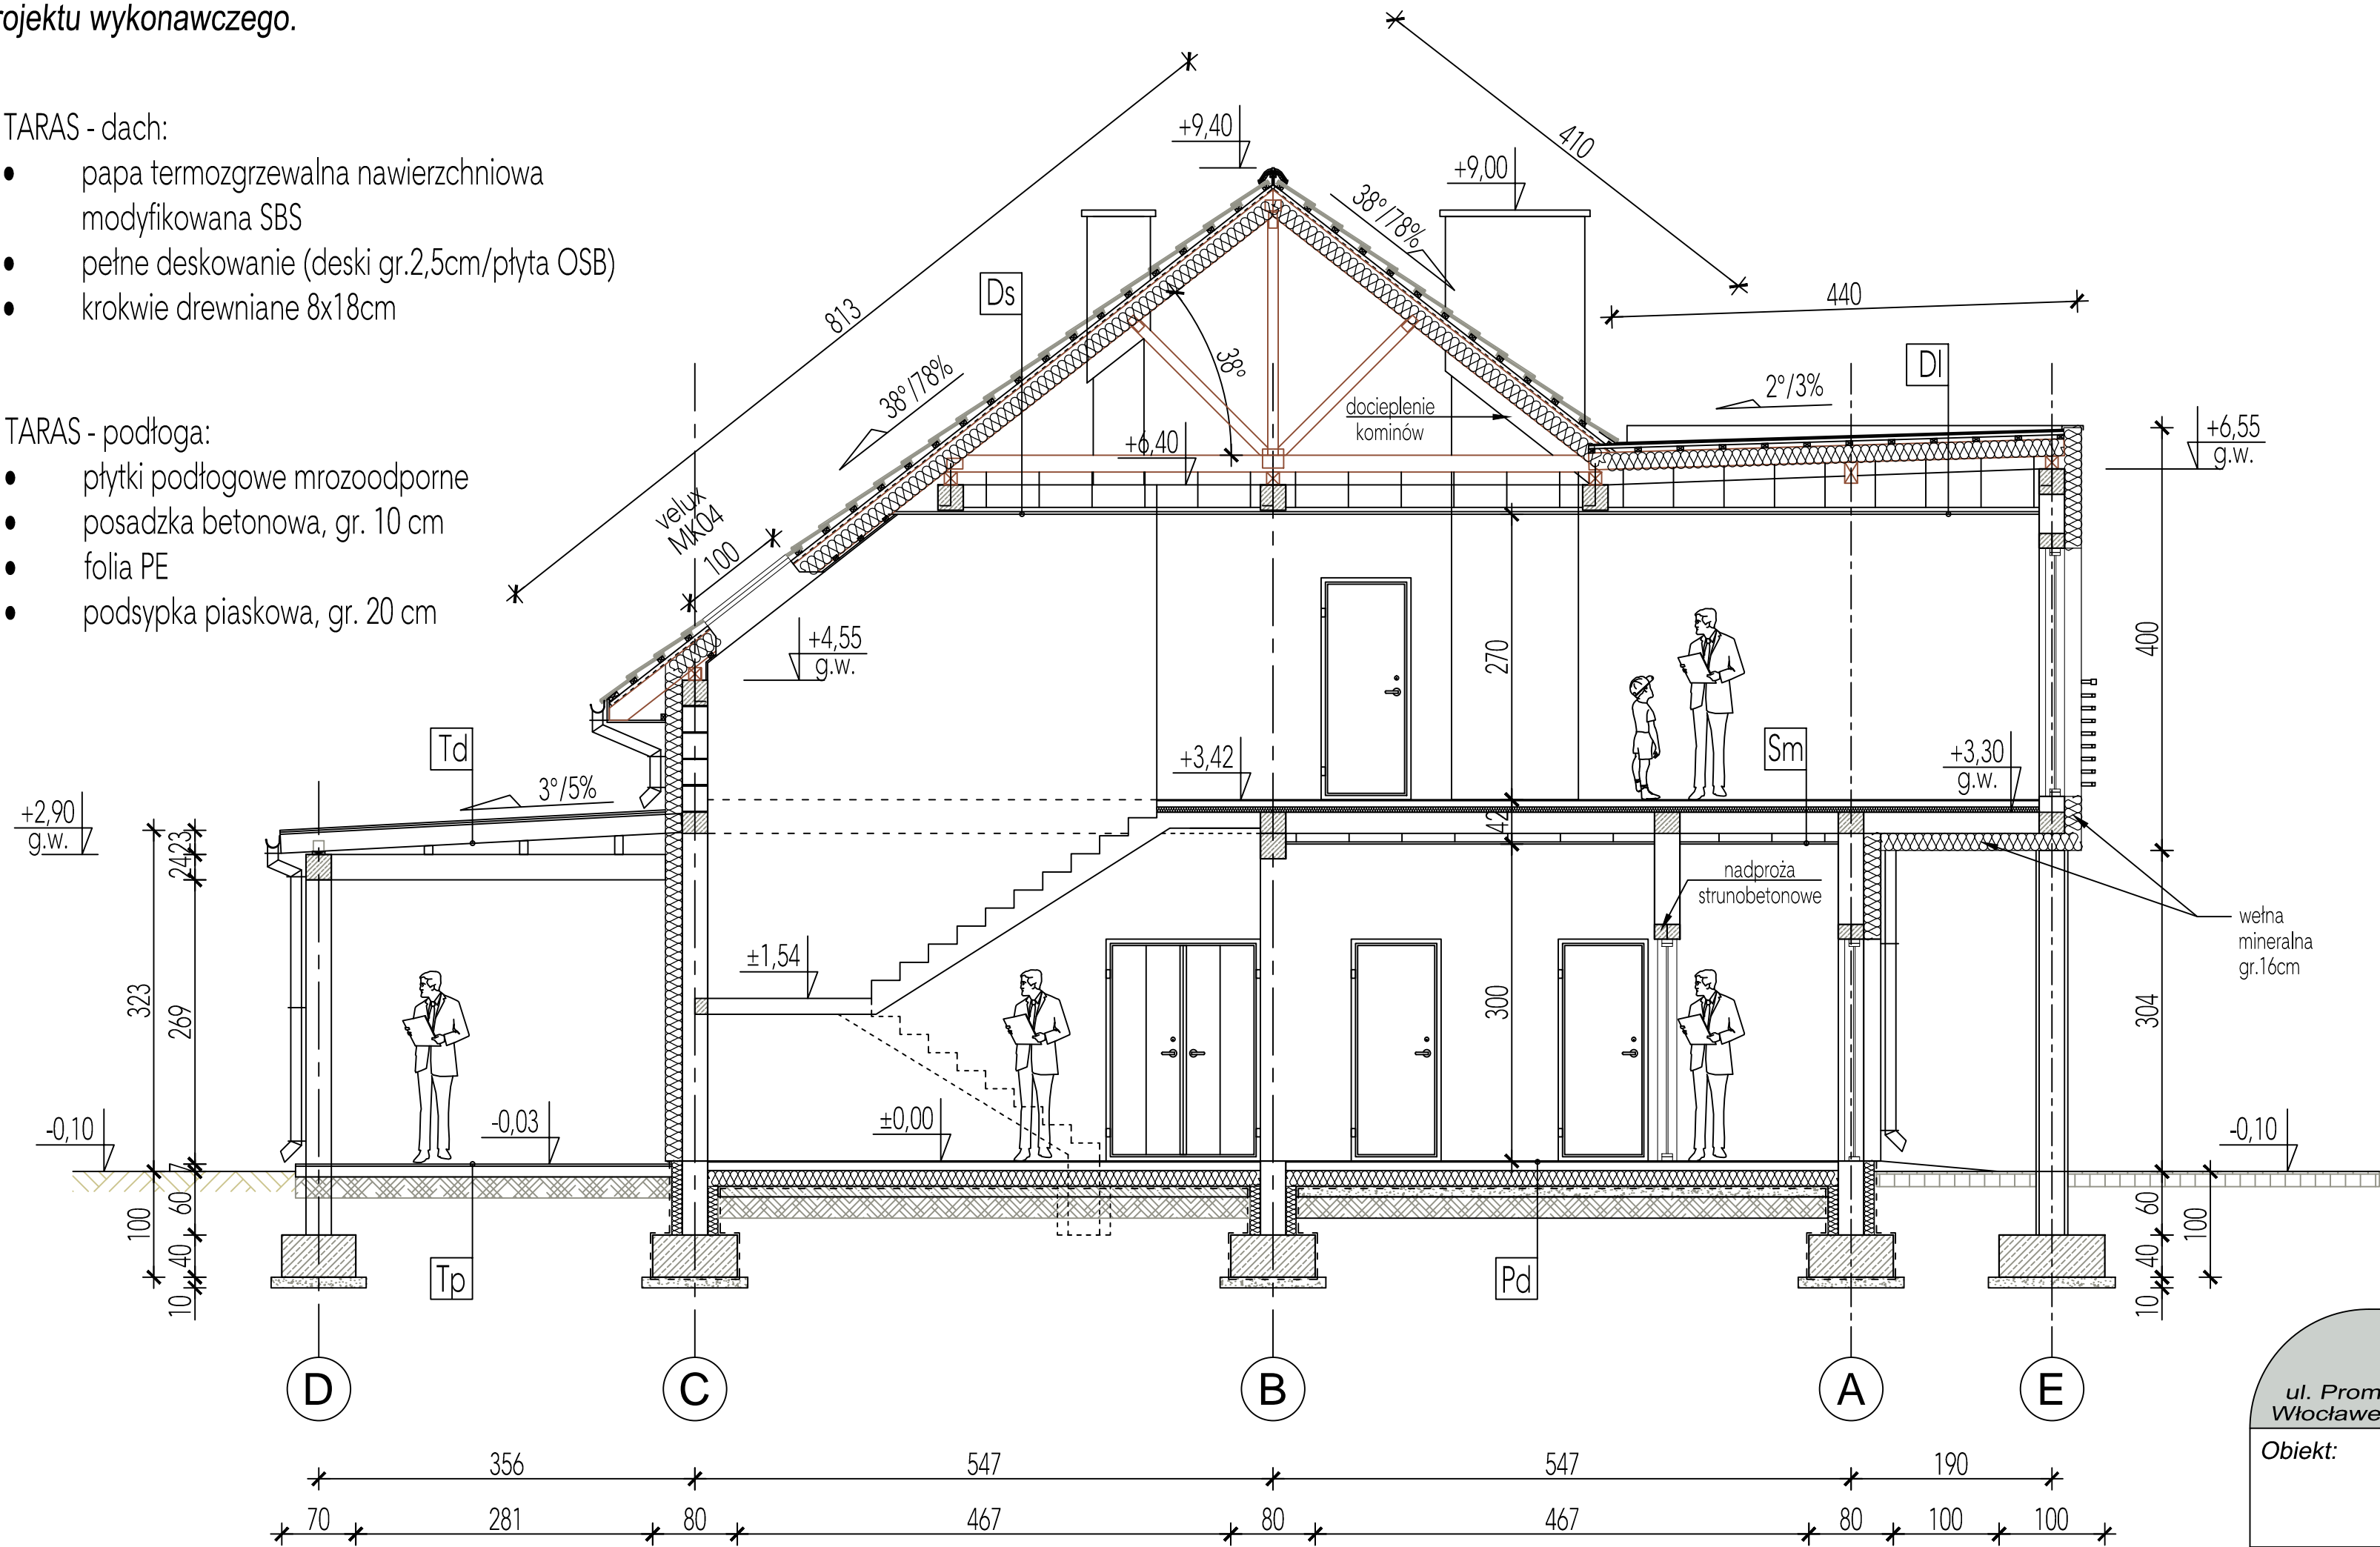 rojektu wykonawczego.
TARAS - dach:
• papa termozgrzewalna nawierzchniowa
modyfikowana SBS
• pełne deskowanie (deski gr.2,5cm/płyta OSB)
• krokwie drewniane 8x18cm
TARAS - podłoga:
• płytki podłogowe mrozoodporne
• posadzka betonowa, gr. 10 cm
• folia PE
• podsypka piaskowa, gr. 20 cm
+9,40
410
+9,00
38°/78%
813
Ds
38°
440
2°/3%
Dl
38°/78%
docieplenie
kominów
+6,40
+6,55
g.w.
velux
MK04
100
+4,55
g.w.
270
400
Td
3°/5%
+3,42
Sm
+3,30
g.w.
+2,90
g.w.
23
24
42
nadproża
strunobetonowe
wełna
mineralna
gr.16cm
±1,54
323
269
300
304
-0,10
-0,03
±0,00
-0,10
7
100
60
40
10
60
40
10
100
Tp
Pd
D
C
B
A
E
356
547
547
190
70
281
80
467
80
467
80
100
100
ul. Prom
Włocławe
Obiekt: